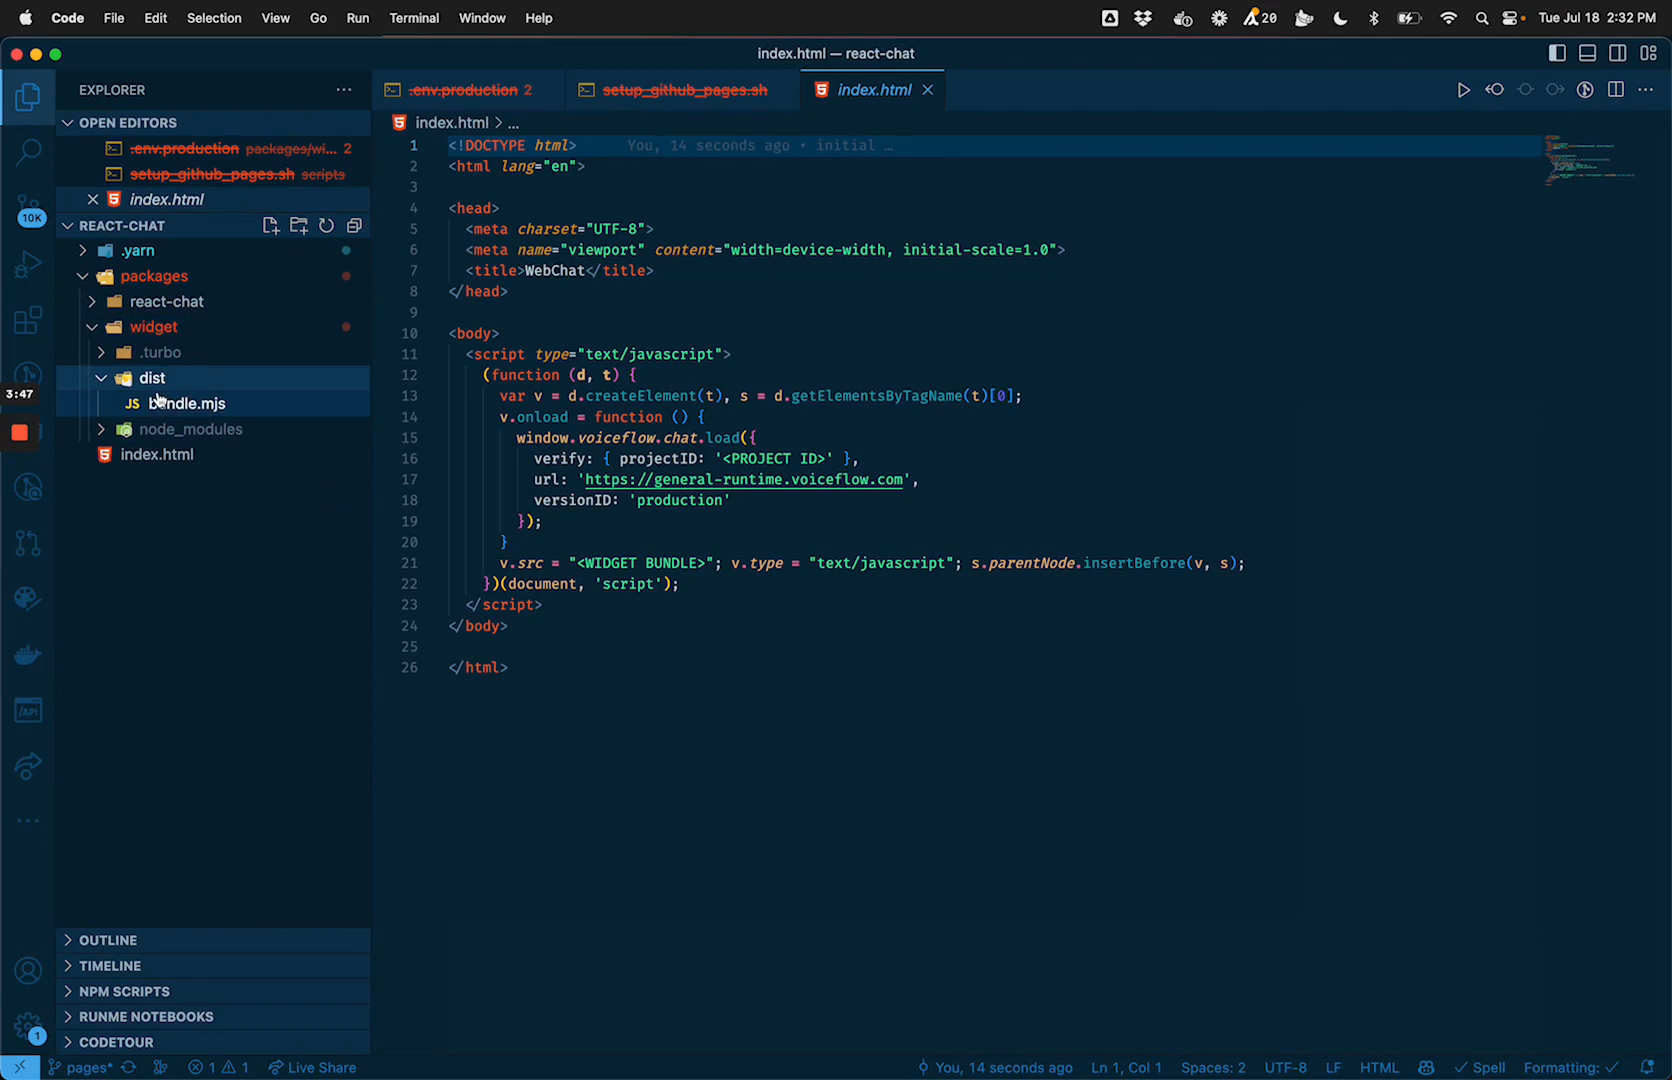 Code File Edit Selection View Go Run Terminal Window Help 20 Tue Jul 18 2:32 PM
index.html — react-chat
EXPLORER
.env.production 2
setup_github_pages.sh
index.html
OPEN EDITORS
index.html > ...
.env.production packages/wi... 2
setup_github_pages.sh scripts
index.html
10K
REACT-CHAT
.yarn
packages
react-chat
widget
.turbo
3:47
dist
JS bundle.mjs
node_modules
index.html
1 <!DOCTYPE html> You, 14 seconds ago • initial …
2 <html lang="en">
3
4 <head>
5 <meta charset="UTF-8">
6 <meta name="viewport" content="width=device-width, initial-scale=1.0">
7 <title>WebChat</title>
8 </head>
9
10 <body>
11 <script type="text/javascript">
12 (function (d, t) {
13 var v = d.createElement(t), s = d.getElementsByTagName(t)[0];
14 v.onload = function () {
15 window.voiceflow.chat.load({
16 verify: { projectID: '<PROJECT ID>' },
17 url: 'https://general-runtime.voiceflow.com',
18 versionID: 'production'
19 });
20 }
21 v.src = "<WIDGET BUNDLE>"; v.type = "text/javascript"; s.parentNode.insertBefore(v, s);
22 })(document, 'script');
23 </script>
24 </body>
25
26 </html>
/API
OUTLINE
TIMELINE
NPM SCRIPTS
RUNME NOTEBOOKS
1
CODETOUR
pages* 1 1 Live Share You, 14 seconds ago Ln 1, Col 1 Spaces: 2 UTF-8 LF HTML Spell Formatting: ✓